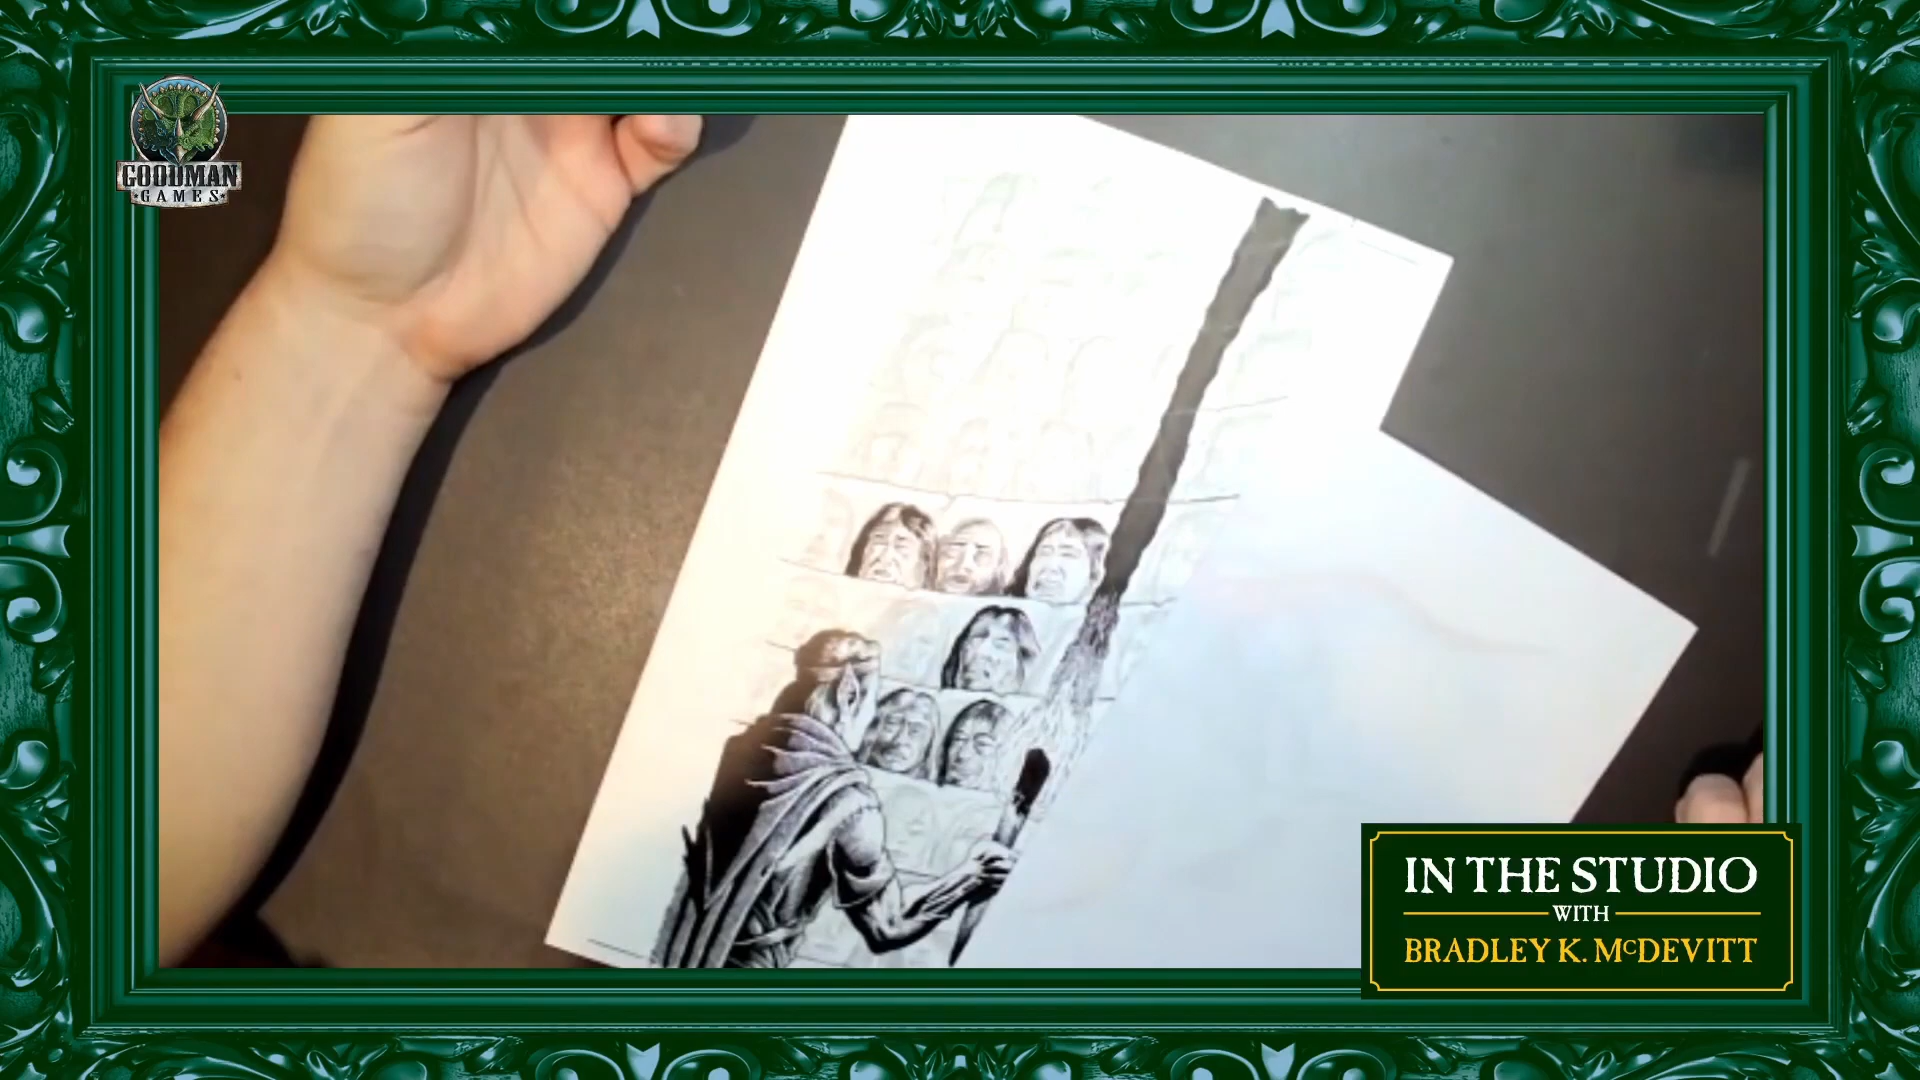 GOODMAN
GAMES
IN THE STUDIO
WITH
BRADLEY K. McDEVITT